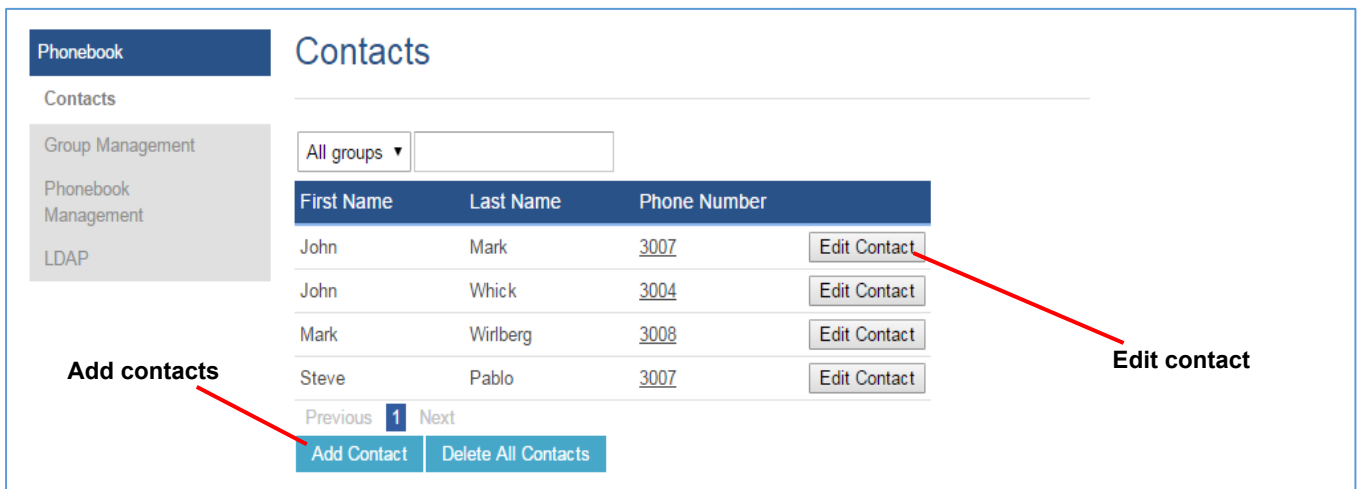 Phonebook
Contacts
Group Management
Phonebook
Management
LDAP
Contacts
All groups
First Name Last Name Phone Number
John Mark 3007 Edit Contact
John Whick 3004 Edit Contact
Mark Wirlberg 3008 Edit Contact
Steve Pablo 3007 Edit Contact
Previous 1 Next
Add Contact Delete All Contacts
Add contacts
Edit contact